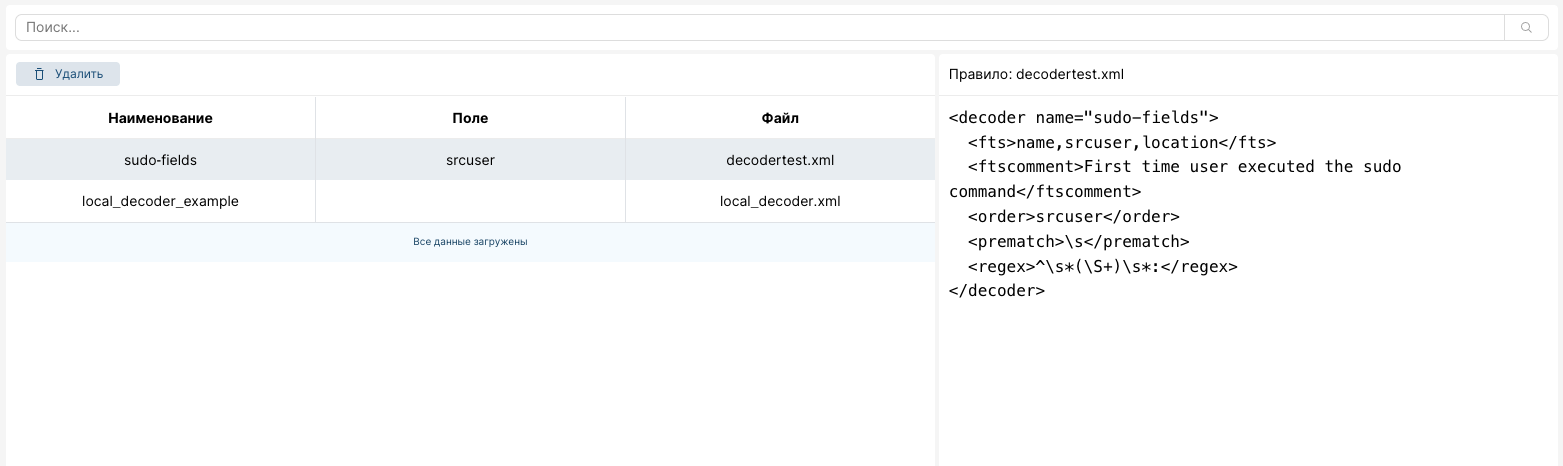 Поиск...
Удалить
Правило: decodertest.xml
Наименование Поле Файл
sudo-fields srcuser decodertest.xml
local_decoder_example local_decoder.xml
Все данные загружены
<decoder name="sudo-fields">
  <fts>name,srcuser,location</fts>
  <ftscomment>First time user executed the sudo
command</ftscomment>
  <order>srcuser</order>
  <prematch>\s</prematch>
  <regex>^\s*(\S+)\s*:</regex>
</decoder>